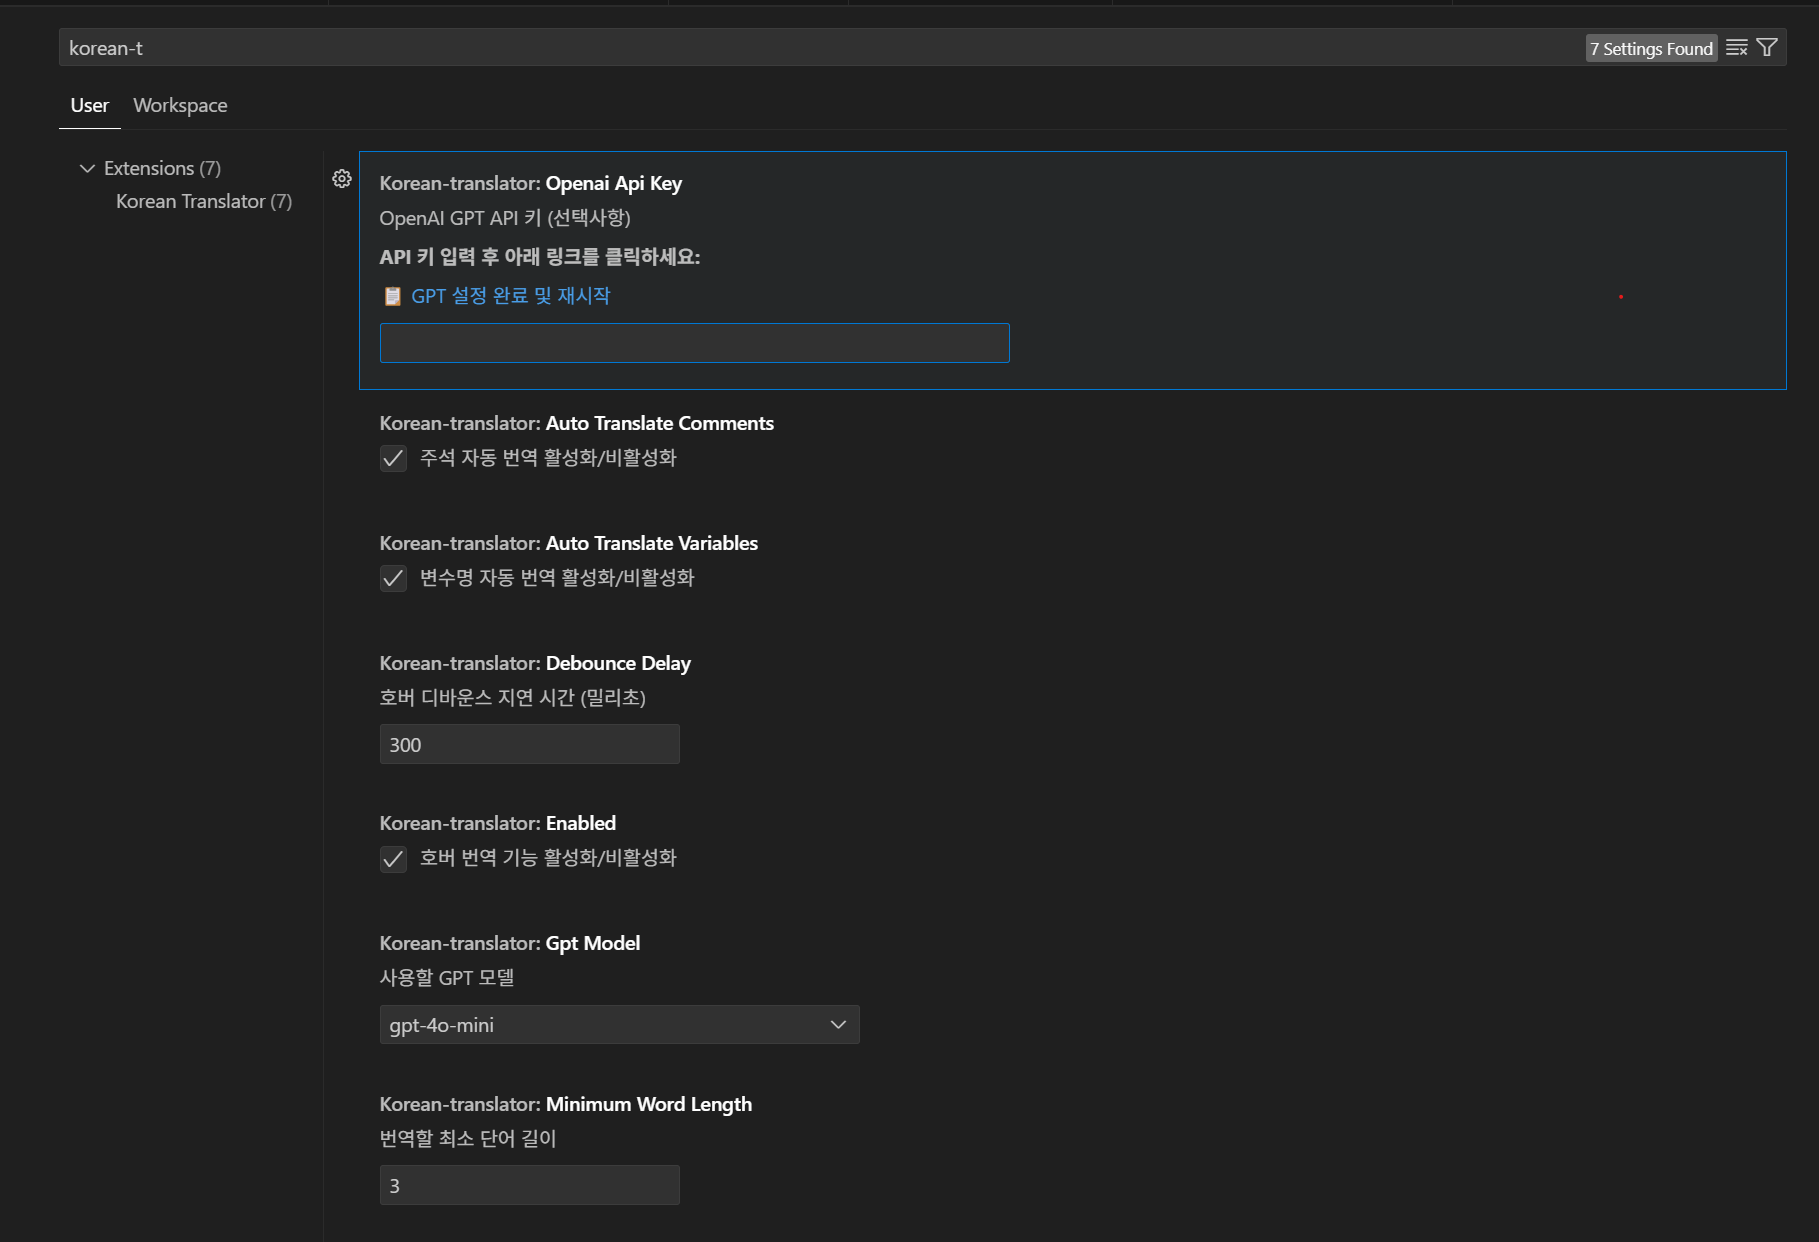 korean-t
7 Settings Found
User Workspace
Extensions (7)
Korean Translator (7)
Korean-translator: Openai Api Key
OpenAI GPT API 키 (선택사항)
API 키 입력 후 아래 링크를 클릭하세요:
📋 GPT 설정 완료 및 재시작
Korean-translator: Auto Translate Comments
주석 자동 번역 활성화/비활성화
Korean-translator: Auto Translate Variables
변수명 자동 번역 활성화/비활성화
Korean-translator: Debounce Delay
호버 디바운스 지연 시간 (밀리초)
300
Korean-translator: Enabled
호버 번역 기능 활성화/비활성화
Korean-translator: Gpt Model
사용할 GPT 모델
gpt-4o-mini
Korean-translator: Minimum Word Length
번역할 최소 단어 길이
3